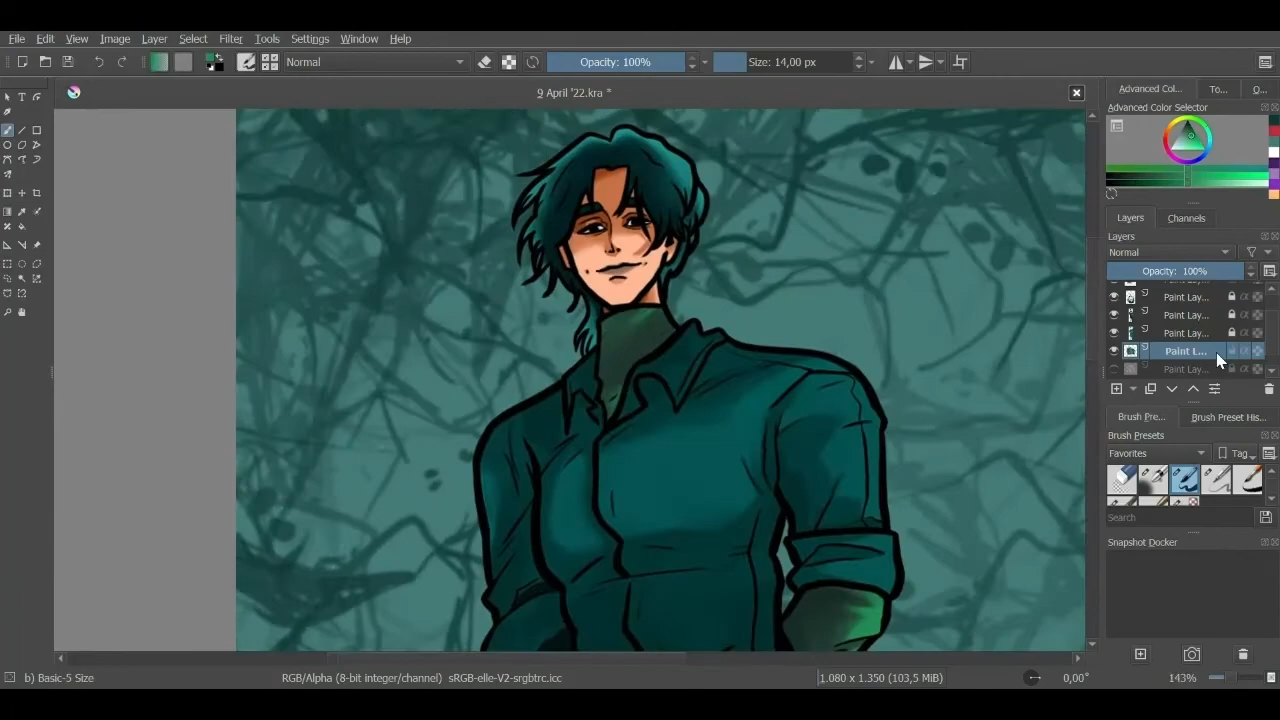 File Edit View Image Layer Select Filter Tools Settings Window Help
Normal Opacity: 100% Size: 14,00 px
9 April '22.kra *
Advanced Col... To... Q...
Advanced Color Selector
Layers Channels
Layers
Normal
Opacity: 100%
Paint Lay...
Paint Lay...
Paint Lay...
Paint L...
Paint Lay...
Brush Pre... Brush Preset His...
Brush Presets
Favorites Tag
Search
Snapshot Docker
b) Basic-5 Size RGB/Alpha (8-bit integer/channel) sRGB-elle-V2-srgbtrc.icc 1.080 x 1.350 (103,5 MiB) 0,00° 143%